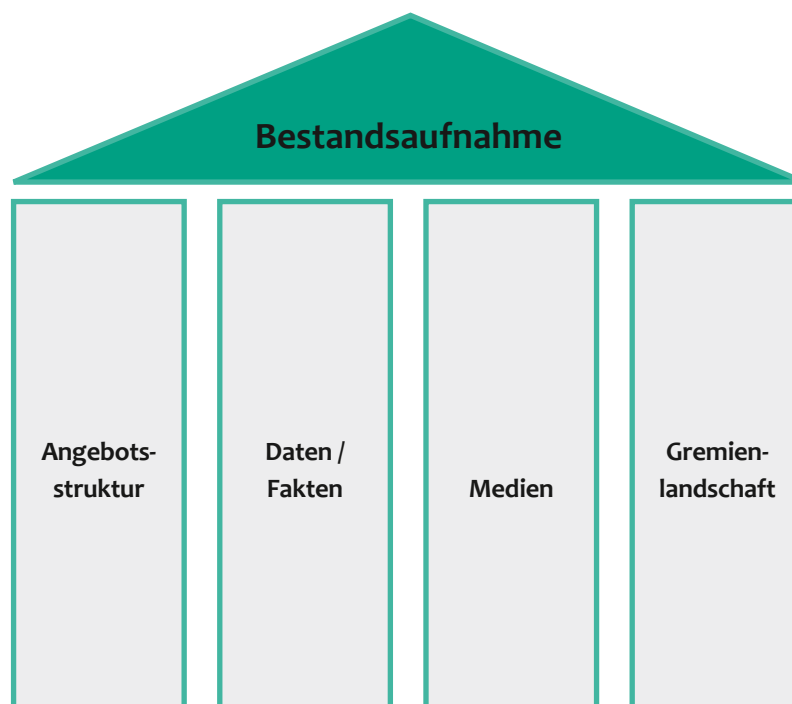 Bestandsaufnahme
Angebots-
struktur
Daten /
Fakten
Medien
Gremien-
landschaft